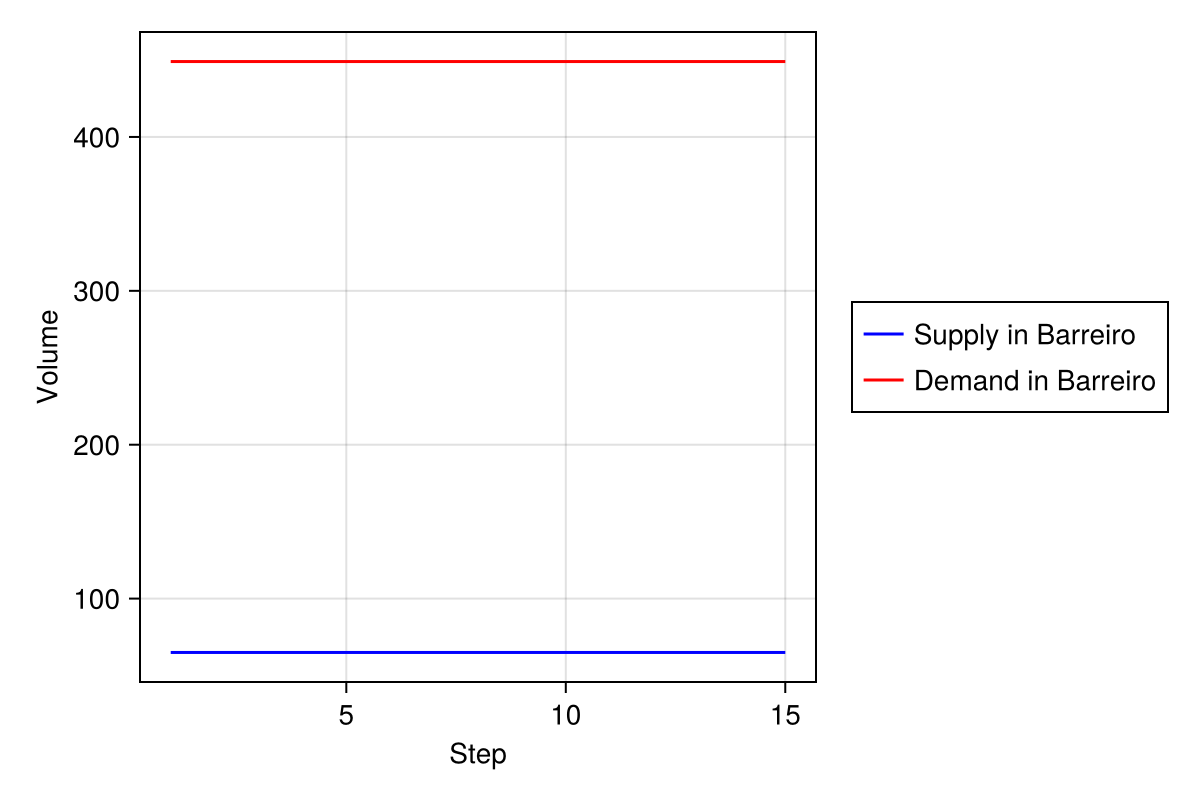 400
300
200
100
Volume
5 10 15
Step
Supply in Barreiro
Demand in Barreiro